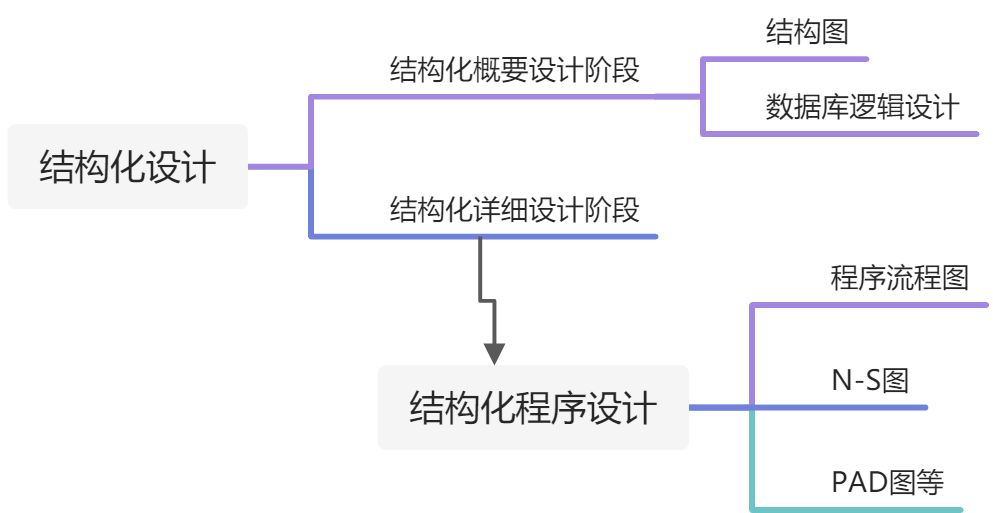 结构图
结构化概要设计阶段
数据库逻辑设计
结构化设计
结构化详细设计阶段
程序流程图
N-S图
结构化程序设计
PAD图等